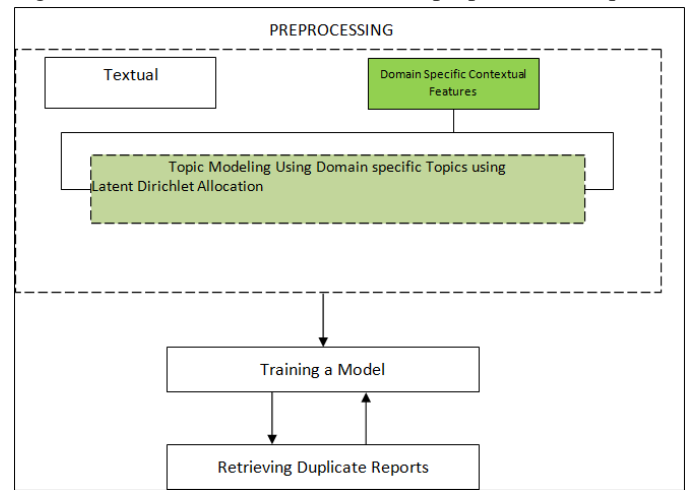 PREPROCESSING
Textual
Domain Specific Contextual
Features
Topic Modeling Using Domain specific Topics using
Latent Dirichlet Allocation
Training a Model
Retrieving Duplicate Reports